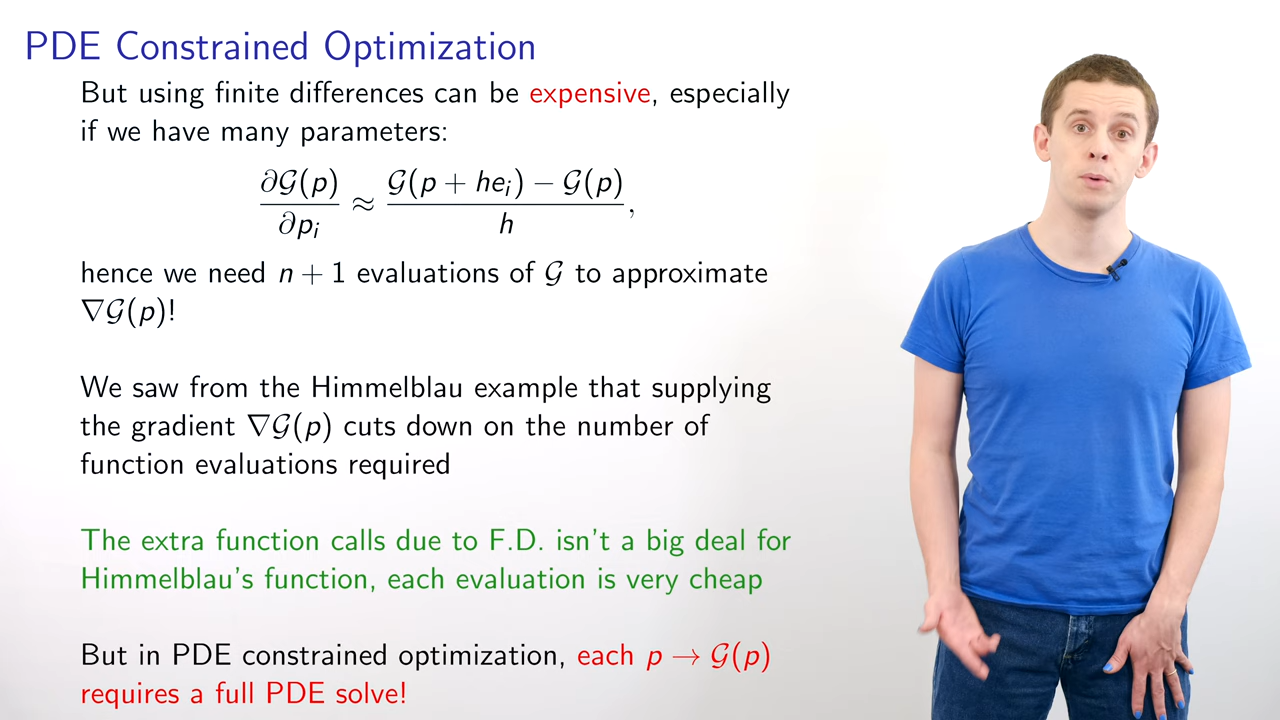 PDE Constrained Optimization
But using finite differences can be expensive, especially
if we have many parameters:
∂𝒢(p)/∂pᵢ ≈ (𝒢(p + heᵢ) − 𝒢(p))/h,
hence we need n + 1 evaluations of 𝒢 to approximate
∇𝒢(p)!
We saw from the Himmelblau example that supplying
the gradient ∇𝒢(p) cuts down on the number of
function evaluations required
The extra function calls due to F.D. isn't a big deal for
Himmelblau's function, each evaluation is very cheap
But in PDE constrained optimization, each p → 𝒢(p)
requires a full PDE solve!